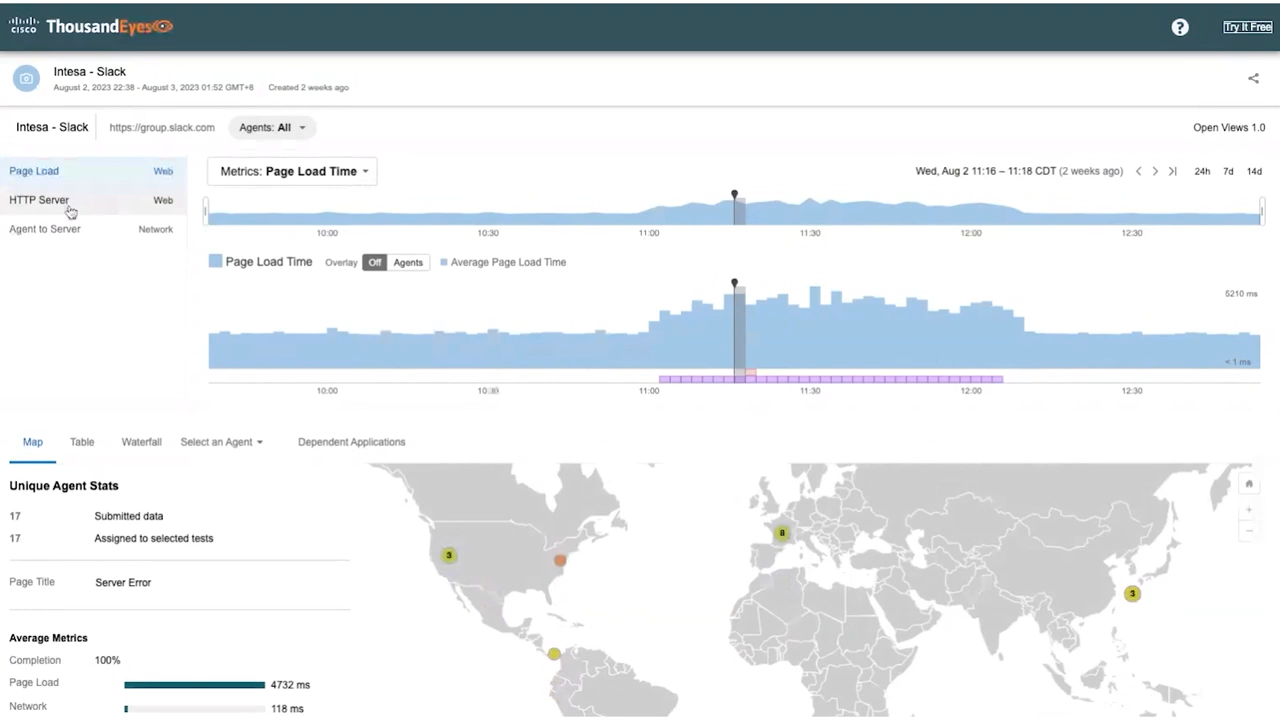 CISCO ThousandEyes ? Try It Free
Intesa - Slack
August 2, 2023 22:38 - August 3, 2023 01:52 GMT+8 Created 2 weeks ago
Intesa - Slack https://group.slack.com Agents: All Open Views 1.0
Page Load Web
HTTP Server Web
Agent to Server Network
Metrics: Page Load Time Wed, Aug 2 11:16 – 11:18 CDT (2 weeks ago) 24h 7d 14d
10:00 10:30 11:00 11:30 12:00 12:30
Page Load Time Overlay Off Agents Average Page Load Time
5210 ms
< 1 ms
10:00 10:30 11:00 11:30 12:00 12:30
Map Table Waterfall Select an Agent Dependent Applications
Unique Agent Stats
17 Submitted data
17 Assigned to selected tests
Page Title Server Error
Average Metrics
Completion 100%
Page Load 4732 ms
Network 118 ms
3
8
3
+
−